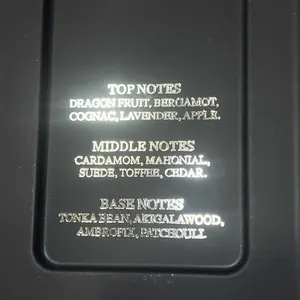 TOP NOTES
DRAGON FRUIT, BERGAMOT,
COGNAC, LAVENDER, APPLE.
MIDDLE NOTES
CARDAMOM, MAHONIAL,
SUEDE, TOFFEE, CEDAR.
BASE NOTES
TONKA BEAN, AKIGALAWOOD,
AMBROFIX, PATCHOULI.